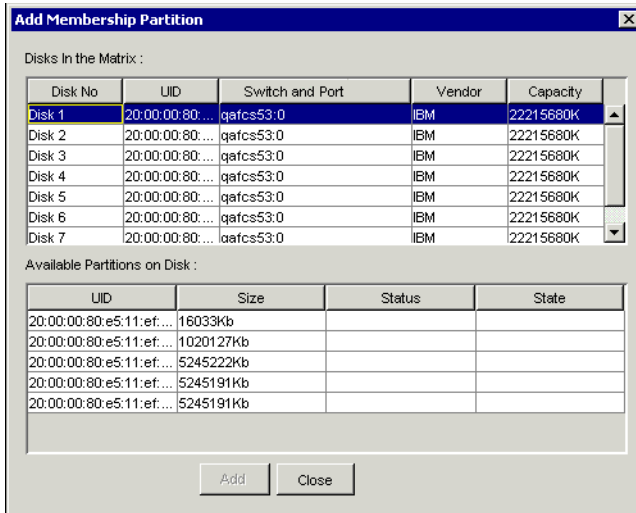 Add Membership Partition
Disks In the Matrix :
Disk No UID Switch and Port Vendor Capacity
Disk 1 20:00:00:80:... qafcs53:0 IBM 22215680K
Disk 2 20:00:00:80:... qafcs53:0 IBM 22215680K
Disk 3 20:00:00:80:... qafcs53:0 IBM 22215680K
Disk 4 20:00:00:80:... qafcs53:0 IBM 22215680K
Disk 5 20:00:00:80:... qafcs53:0 IBM 22215680K
Disk 6 20:00:00:80:... qafcs53:0 IBM 22215680K
Disk 7 20:00:00:80:... qafcs53:0 IBM 22215680K
Available Partitions on Disk :
UID Size Status State
20:00:00:80:e5:11:ef:... 16033Kb
20:00:00:80:e5:11:ef:... 1020127Kb
20:00:00:80:e5:11:ef:... 5245222Kb
20:00:00:80:e5:11:ef:... 5245191Kb
20:00:00:80:e5:11:ef:... 5245191Kb
Add Close